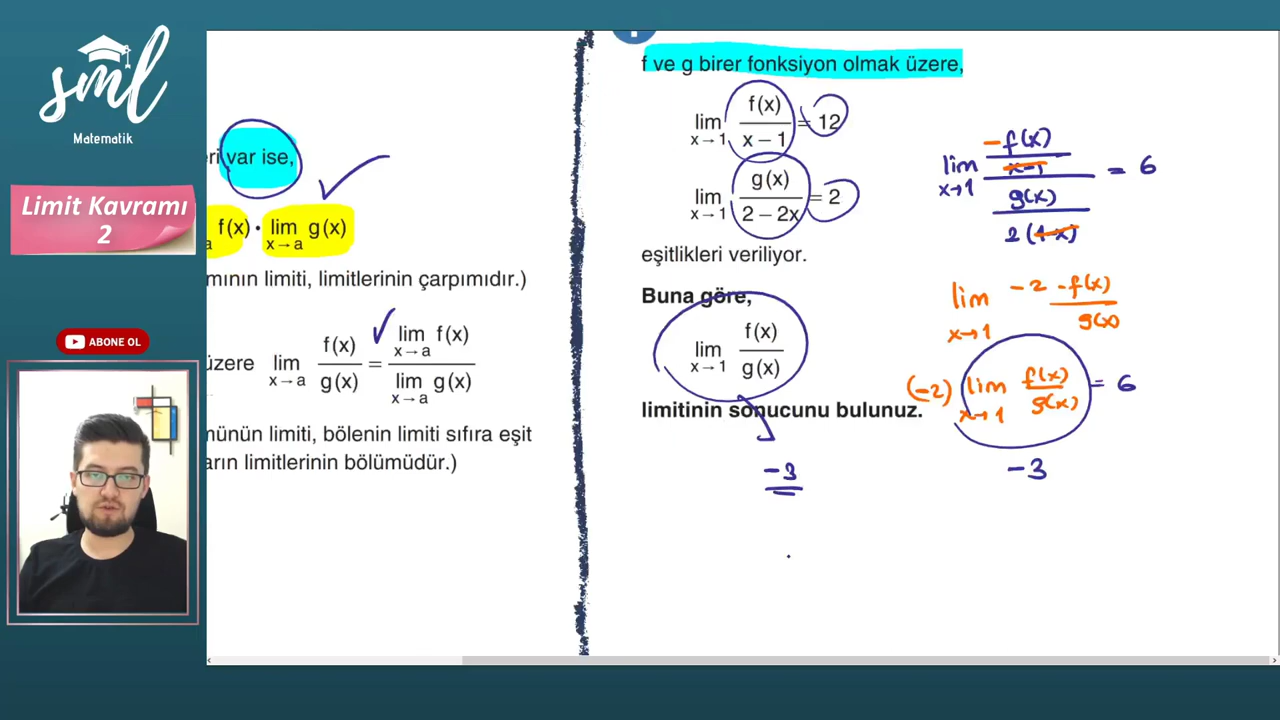 sml
Matematik
Limit Kavramı
2
ABONE OL
eri var ise,
f(x) · lim g(x)
a x→a
mının limiti, limitlerinin çarpımıdır.)
üzere lim f(x)/g(x) = lim f(x) / lim g(x)
x→a x→a x→a
münün limiti, bölenin limiti sıfıra eşit
arın limitlerinin bölümüdür.)
f ve g birer fonksiyon olmak üzere,
lim f(x)/(x – 1) = 12
x→1
lim g(x)/(2 – 2x) = 2
x→1
eşitlikleri veriliyor.
Buna göre,
lim f(x)/g(x)
x→1
limitinin sonucunu bulunuz.
-3
lim -f(x)/(x-1) / g(x)/2(1-x) = 6
x→1
lim -2 -f(x)/g(x)
x→1
(-2) lim f(x)/g(x) = 6
x→1
-3